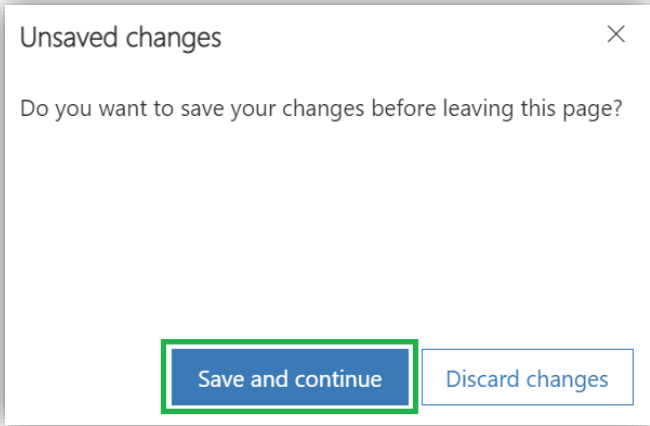 Unsaved changes
Do you want to save your changes before leaving this page?
Save and continue
Discard changes